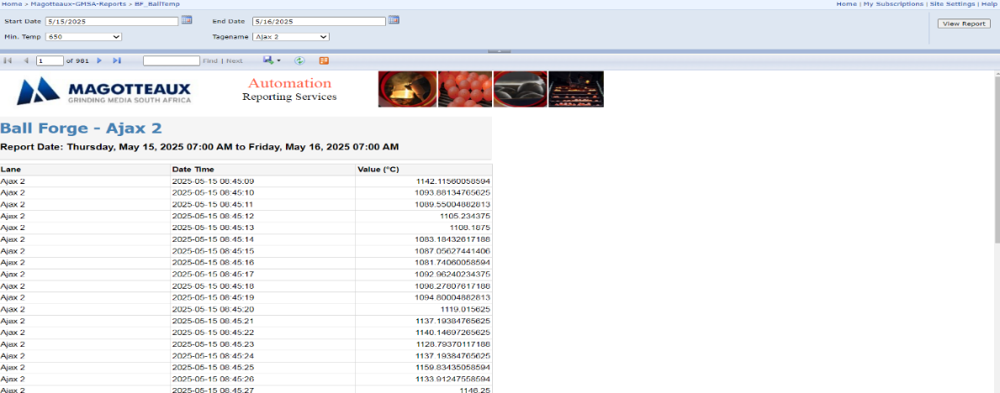 Home > Magotteaux-GMSA-Reports > BF_BallTemp Home | My Subscriptions | Site Settings | Help
Start Date 5/15/2025 End Date 5/16/2025 View Report
Min. Temp 650 Tagename Ajax 2
1 of 981 Find | Next
MAGOTTEAUX
GRINDING MEDIA SOUTH AFRICA
Automation
Reporting Services
Ball Forge - Ajax 2
Report Date: Thursday, May 15, 2025 07:00 AM to Friday, May 16, 2025 07:00 AM
Lane Date Time Value (°C)
Ajax 2 2025-05-15 08:45:09 1142.11560058594
Ajax 2 2025-05-15 08:45:10 1093.88134765625
Ajax 2 2025-05-15 08:45:11 1089.55004882813
Ajax 2 2025-05-15 08:45:12 1105.234375
Ajax 2 2025-05-15 08:45:13 1108.1875
Ajax 2 2025-05-15 08:45:14 1083.18432617188
Ajax 2 2025-05-15 08:45:15 1087.05627441406
Ajax 2 2025-05-15 08:45:16 1081.74060058594
Ajax 2 2025-05-15 08:45:17 1092.96240234375
Ajax 2 2025-05-15 08:45:18 1098.27807617188
Ajax 2 2025-05-15 08:45:19 1094.80004882813
Ajax 2 2025-05-15 08:45:20 1119.015625
Ajax 2 2025-05-15 08:45:21 1137.19384765625
Ajax 2 2025-05-15 08:45:22 1140.14697265625
Ajax 2 2025-05-15 08:45:23 1128.79370117188
Ajax 2 2025-05-15 08:45:24 1137.19384765625
Ajax 2 2025-05-15 08:45:25 1159.83435058594
Ajax 2 2025-05-15 08:45:26 1133.91247558594
Ajax 2 2025-05-15 08:45:27 1146.25